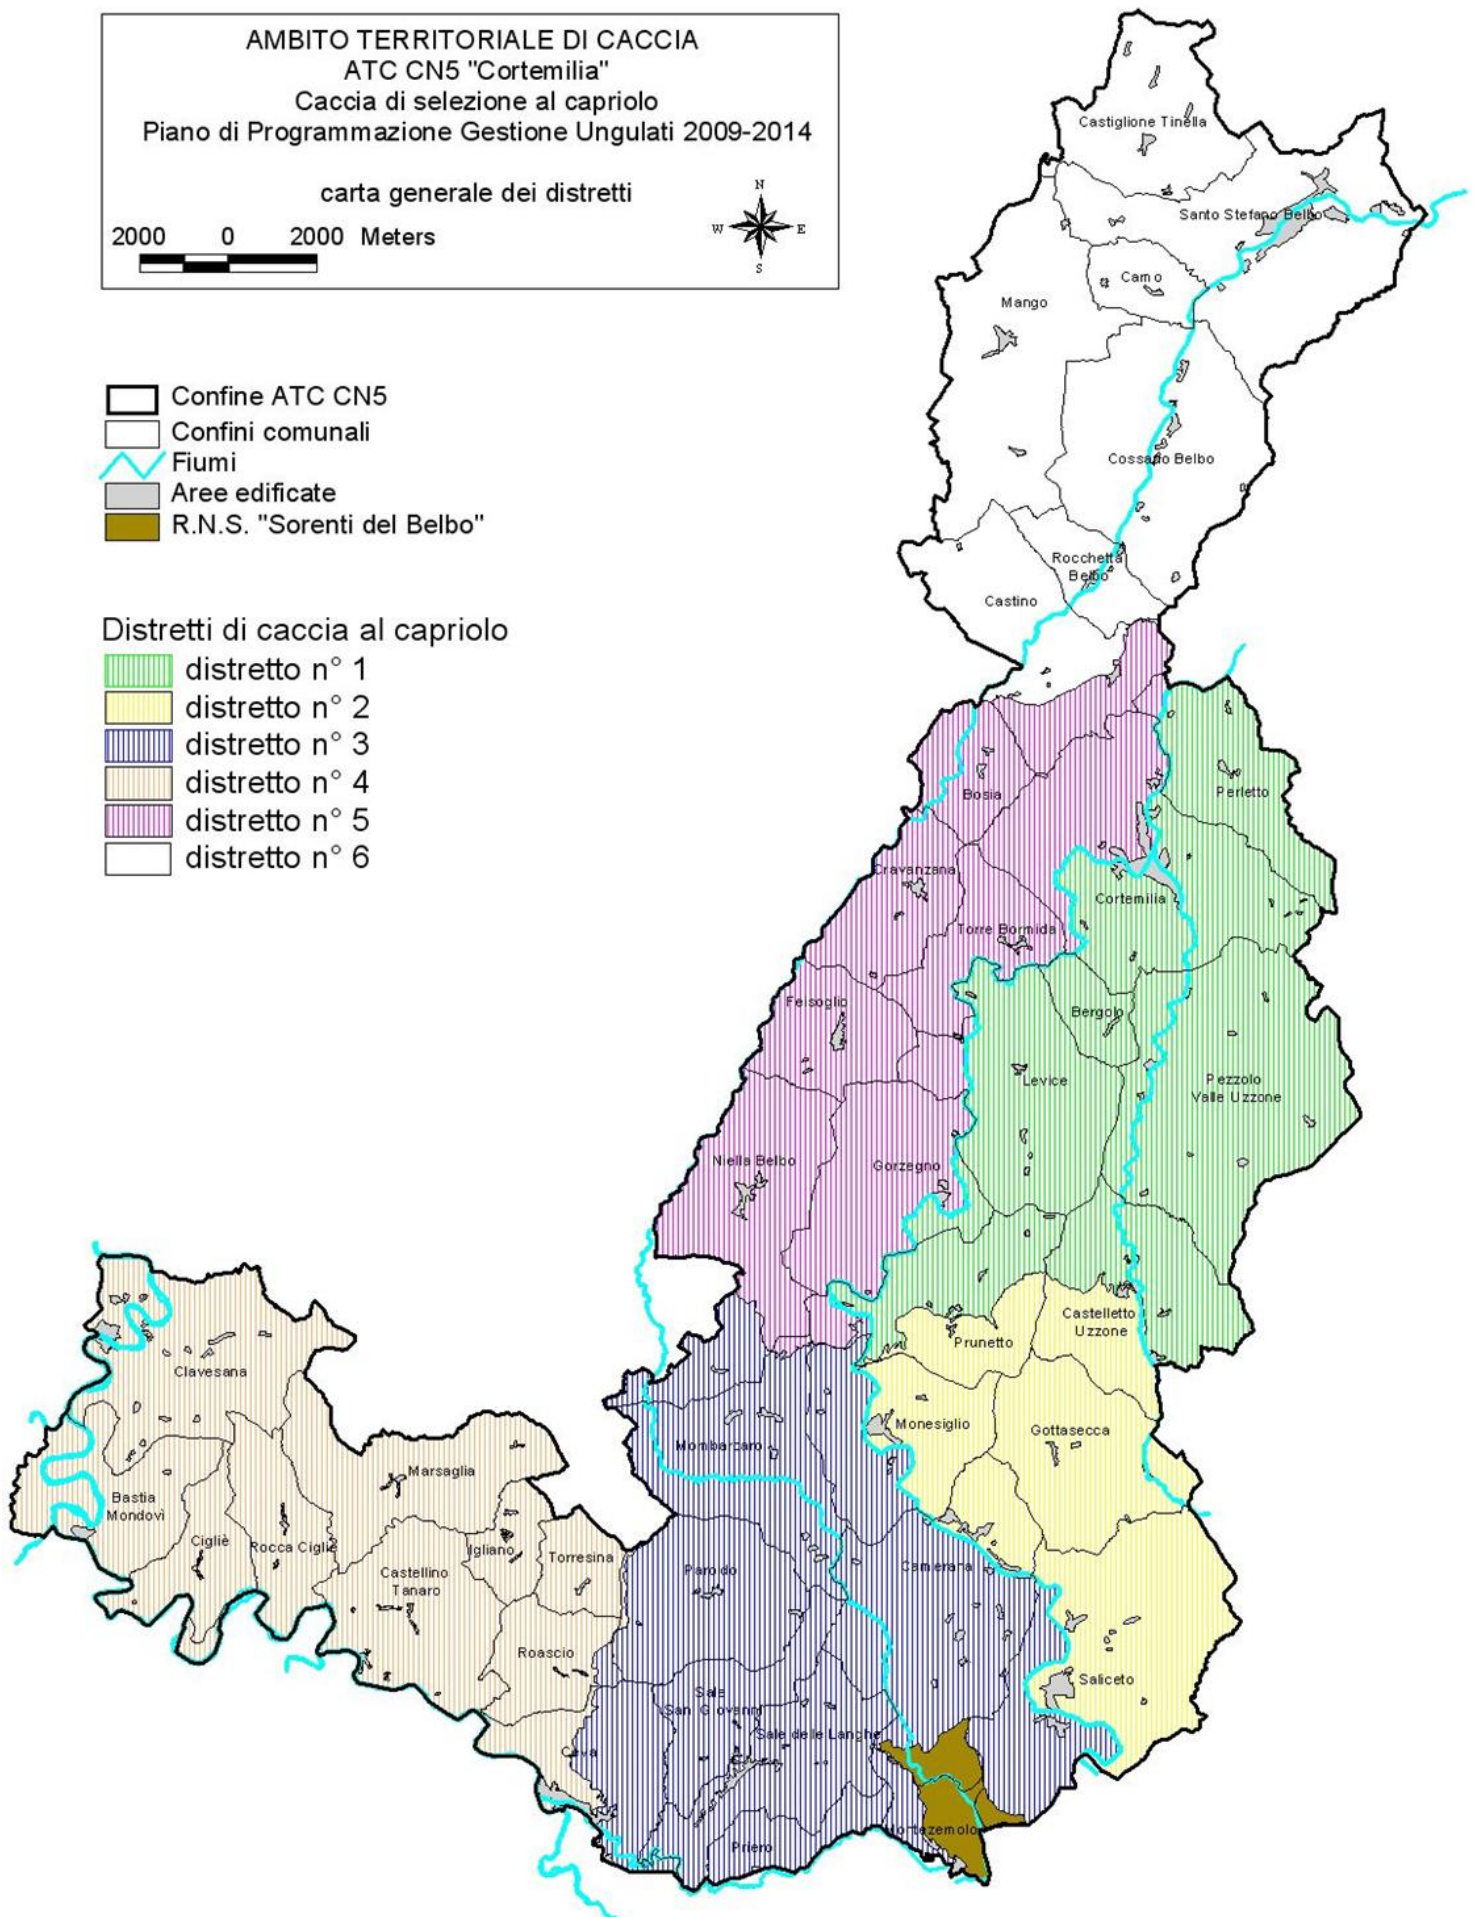 AMBITO TERRITORIALE DI CACCIA
ATC CN5 "Cortemilia"
Caccia di selezione al capriolo
Piano di Programmazione Gestione Ungulati 2009-2014
carta generale dei distretti
N
W E
S
2000 0 2000 Meters
Confine ATC CN5
Confini comunali
Fiumi
Aree edificate
R.N.S. "Sorenti del Belbo"
Distretti di caccia al capriolo
distretto n° 1
distretto n° 2
distretto n° 3
distretto n° 4
distretto n° 5
distretto n° 6
Castiglione Tinella
Santo Stefano Belbo
Camo
Mango
Cossano Belbo
Rocchetta
Belbo
Castino
Perletto
Bosia
Cravanzana
Cortemilia
Torre Bormida
Feisoglio
Bergolo
Levice
Pezzolo
Valle Uzzone
Niella Belbo
Gorzegno
Castelletto
Uzzone
Prunetto
Clavesana
Monesiglio
Gottasecca
Mombarcaro
Marsaglia
Bastia
Mondovì
Cigliè
Rocca Cigliè
Igliano
Torresina
Castellino
Tanaro
Paroldo
Camerana
Roascio
Saliceto
Sale
San Giovanni
Sale delle Langhe
Ceva
Montezemolo
Priero